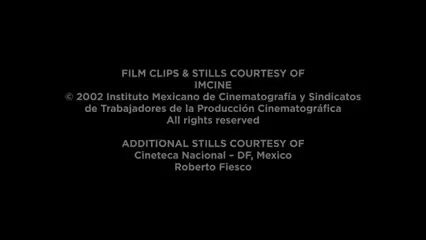 FILM CLIPS & STILLS COURTESY OF
IMCINE
© 2002 Instituto Mexicano de Cinematografía y Sindicatos
de Trabajadores de la Producción Cinematográfica
All rights reserved
ADDITIONAL STILLS COURTESY OF
Cineteca Nacional – DF, Mexico
Roberto Fiesco